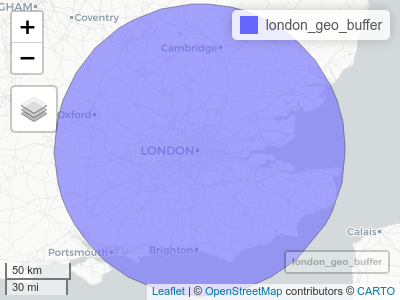 GHAM
Coventry
+
−
london_geo_buffer
Cambridge
Oxford
LONDON
Calais
Brighton
Portsmouth
london_geo_buffer
50 km
30 mi
Leaflet | © OpenStreetMap contributors © CARTO